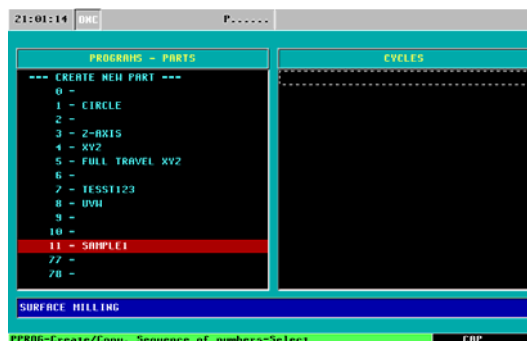 21:01:14 DNC P......
PROGRAMS - PARTS
CYCLES
--- CREATE NEW PART ---
0 -
1 - CIRCLE
2 -
3 - Z-AXIS
4 - XYZ
5 - FULL TRAVEL XYZ
6 -
7 - TESST123
8 - UVW
9 -
10 -
11 - SAMPLE1
77 -
78 -
SURFACE MILLING
PPROG=Create/Copy, Sequence of numbers=Select
CAP